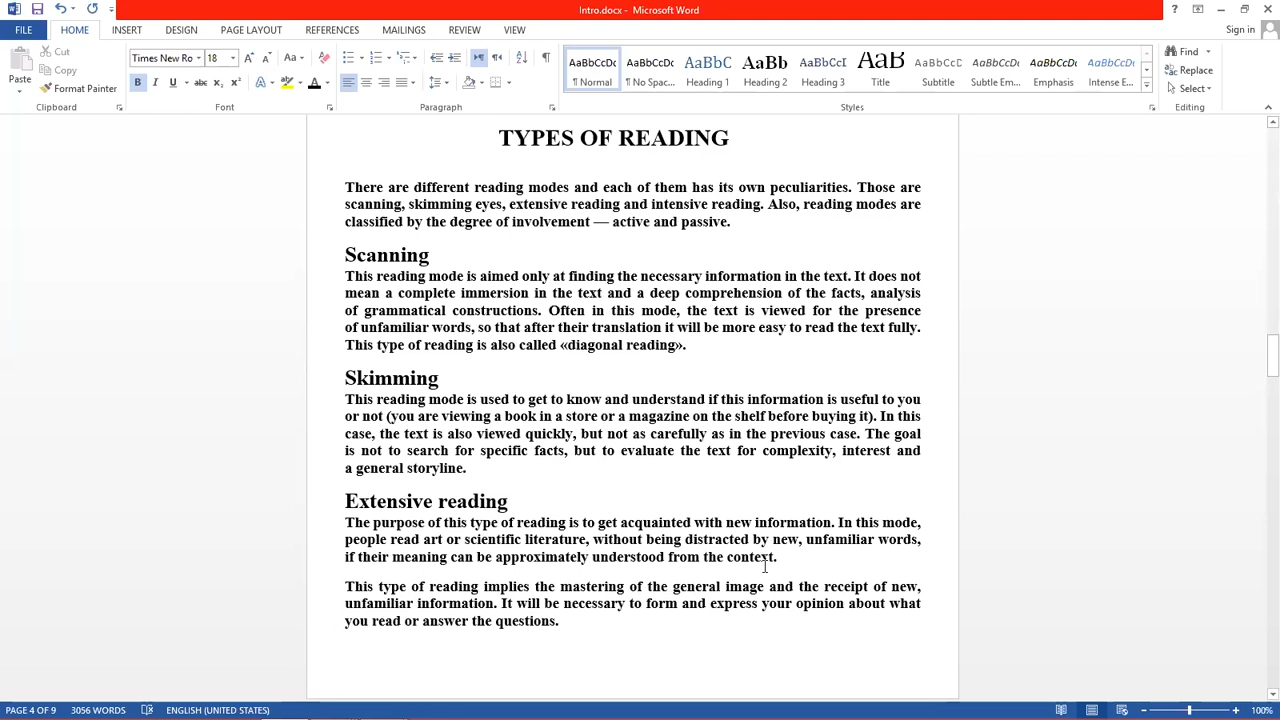 Intro.docx - Microsoft Word
Sign in
FILE HOME INSERT DESIGN PAGE LAYOUT REFERENCES MAILINGS REVIEW VIEW
Paste
Cut
Copy
Format Painter
Clipboard
Times New Ro 18
Font
Paragraph
AaBbCcDc AaBbCcDc AaBbC AaBb AaBbCcI AaB AaBbCcD AaBbCcDc AaBbCcDc AaBbCcDc
¶ Normal ¶ No Spac... Heading 1 Heading 2 Heading 3 Title Subtitle Subtle Em... Emphasis Intense E...
Styles
Find
Replace
Select
Editing
TYPES OF READING
There are different reading modes and each of them has its own peculiarities. Those are
scanning, skimming eyes, extensive reading and intensive reading. Also, reading modes are
classified by the degree of involvement — active and passive.
Scanning
This reading mode is aimed only at finding the necessary information in the text. It does not
mean a complete immersion in the text and a deep comprehension of the facts, analysis
of grammatical constructions. Often in this mode, the text is viewed for the presence
of unfamiliar words, so that after their translation it will be more easy to read the text fully.
This type of reading is also called «diagonal reading».
Skimming
This reading mode is used to get to know and understand if this information is useful to you
or not (you are viewing a book in a store or a magazine on the shelf before buying it). In this
case, the text is also viewed quickly, but not as carefully as in the previous case. The goal
is not to search for specific facts, but to evaluate the text for complexity, interest and
a general storyline.
Extensive reading
The purpose of this type of reading is to get acquainted with new information. In this mode,
people read art or scientific literature, without being distracted by new, unfamiliar words,
if their meaning can be approximately understood from the context.
This type of reading implies the mastering of the general image and the receipt of new,
unfamiliar information. It will be necessary to form and express your opinion about what
you read or answer the questions.
PAGE 4 OF 9 3056 WORDS ENGLISH (UNITED STATES) 100%